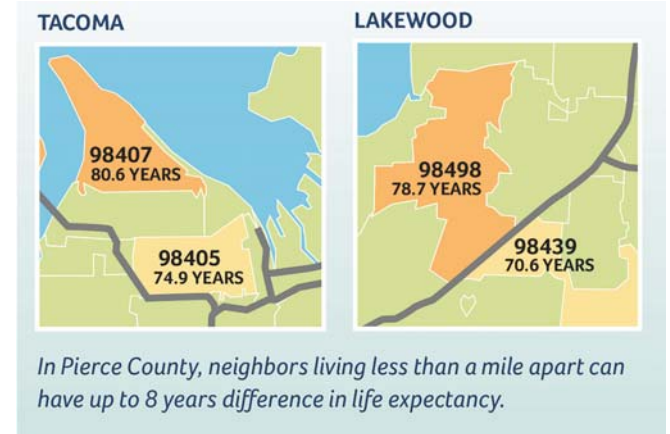 TACOMA
98407
80.6 YEARS
98405
74.9 YEARS
LAKEWOOD
98498
78.7 YEARS
98439
70.6 YEARS
In Pierce County, neighbors living less than a mile apart can
have up to 8 years difference in life expectancy.